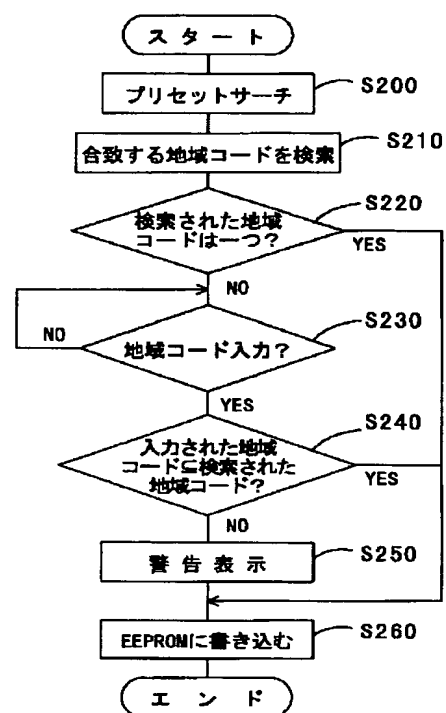 スタート
プリセットサーチ
S200
合致する地域コードを検索
S210
検索された地域
コードは一つ?
S220
YES
NO
地域コード入力?
S230
NO
YES
入力された地域
コード⊆検索された
地域コード?
S240
YES
NO
警告表示
S250
EEPROMに書き込む
S260
エンド